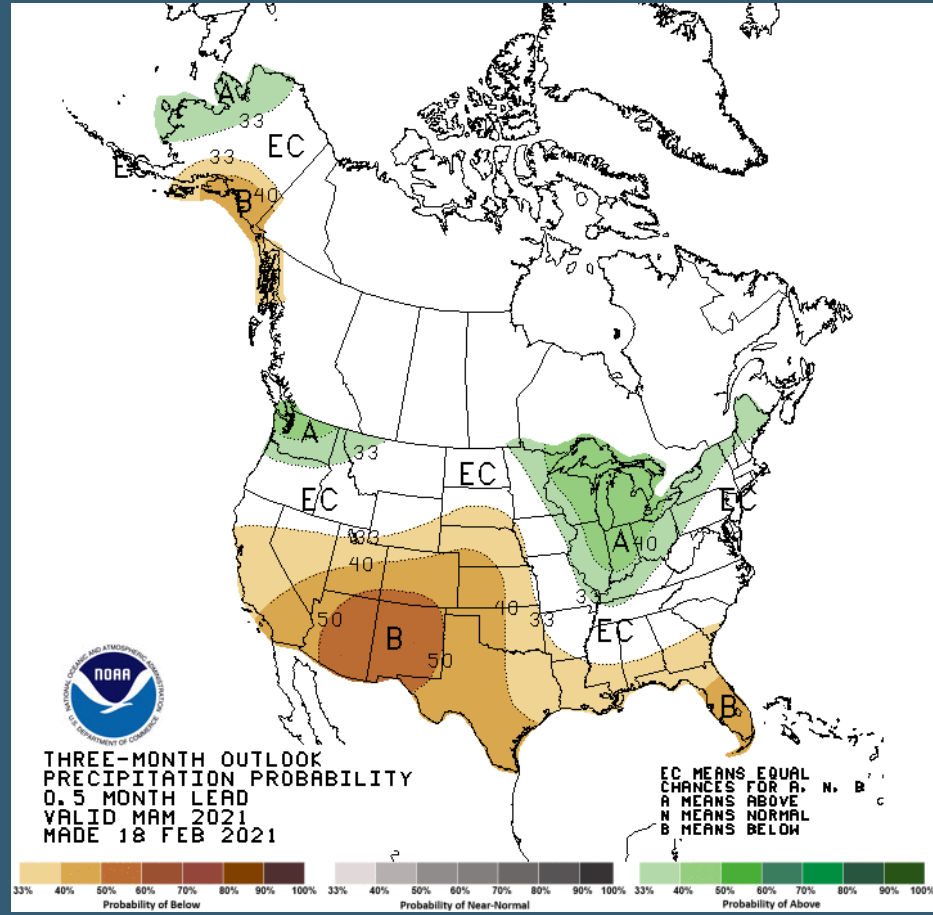 A
33
EC
33
EC
40
B
A
33
EC
EC
EC
A 40
33
40
3
40
33
50
EC
B
50
B
NATIONAL OCEANIC AND ATMOSPHERIC ADMINISTRATION
NOAA
U.S. DEPARTMENT OF COMMERCE
THREE-MONTH OUTLOOK
PRECIPITATION PROBABILITY
0.5 MONTH LEAD
VALID MAM 2021
MADE 18 FEB 2021
EC MEANS EQUAL
CHANCES FOR A, N, B
A MEANS ABOVE
N MEANS NORMAL
B MEANS BELOW
33% 40% 50% 60% 70% 80% 90% 100%
Probability of Below
33% 40% 50% 60% 70% 80% 90% 100%
Probability of Near-Normal
33% 40% 50% 60% 70% 80% 90% 100%
Probability of Above